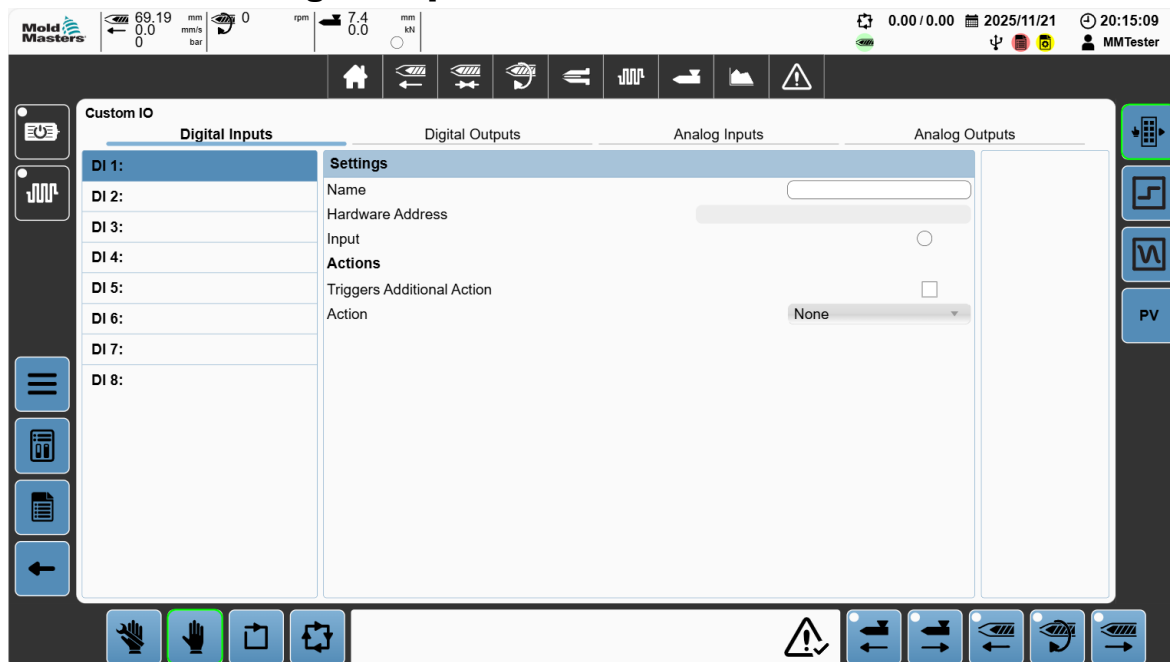 Mold Masters
69.19 mm
0.0 mm/s
0 bar
0 rpm
7.4 mm
0.0 kN
0.00 / 0.00
2025/11/21
20:15:09
MMTester
Custom IO
Digital Inputs
Digital Outputs
Analog Inputs
Analog Outputs
DI 1:
DI 2:
DI 3:
DI 4:
DI 5:
DI 6:
DI 7:
DI 8:
Settings
Name
Hardware Address
Input
Actions
Triggers Additional Action
Action
None
PV